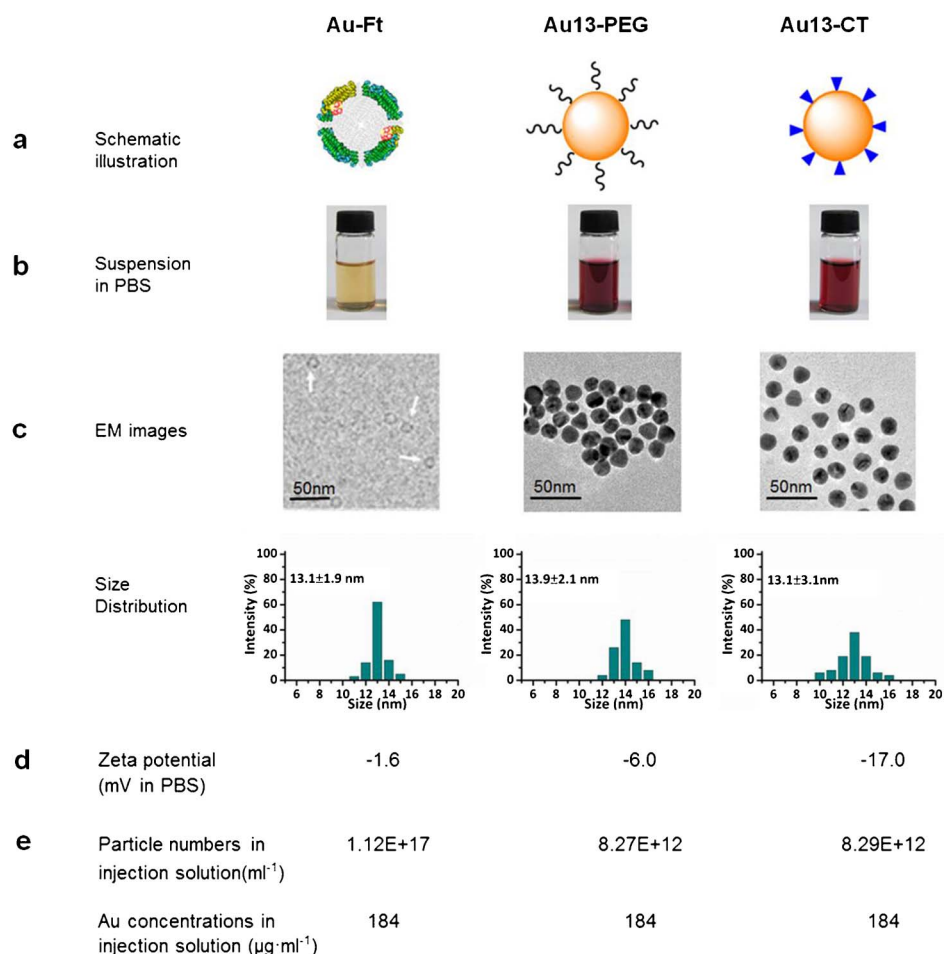 Au-Ft Au13-PEG Au13-CT
a Schematic
illustration
b Suspension
in PBS
c EM images
50nm 50nm 50nm
Size
Distribution
Intensity (%)
100
80
60
40
20
0
13.1±1.9 nm
6 8 10 12 14 16 18 20
Size (nm)
Intensity (%)
100
80
60
40
20
0
13.9±2.1 nm
6 8 10 12 14 16 18 20
Size (nm)
Intensity (%)
100
80
60
40
20
0
13.1±3.1nm
6 8 10 12 14 16 18 20
Size (nm)
d Zeta potential -1.6 -6.0 -17.0
(mV in PBS)
e Particle numbers in 1.12E+17 8.27E+12 8.29E+12
injection solution(ml⁻¹)
Au concentrations in 184 184 184
injection solution (μg·ml⁻¹)